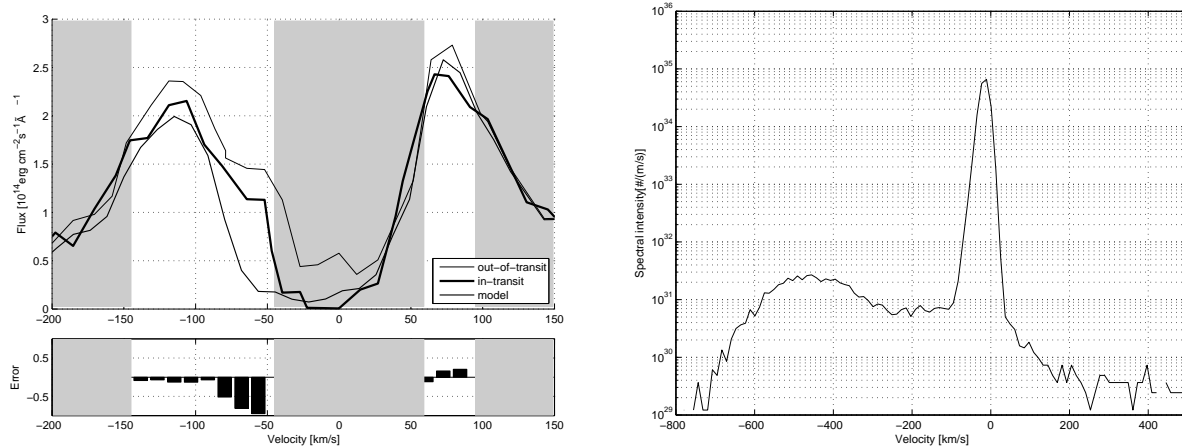 3
2.5
2
1.5
1
0.5
0
Flux [10^14 erg cm^−2 s^−1 Å^−1]
−200 −150 −100 −50 0 50 100 150
out−of−transit
in−transit
model
0.5
−0.5
Error
−200 −150 −100 −50 0 50 100 150
Velocity [km/s]
10^36
10^35
10^34
10^33
10^32
10^31
10^30
10^29
Spectral intensity[#/(m/s)]
−800 −600 −400 −200 0 200 400
Velocity [km/s]